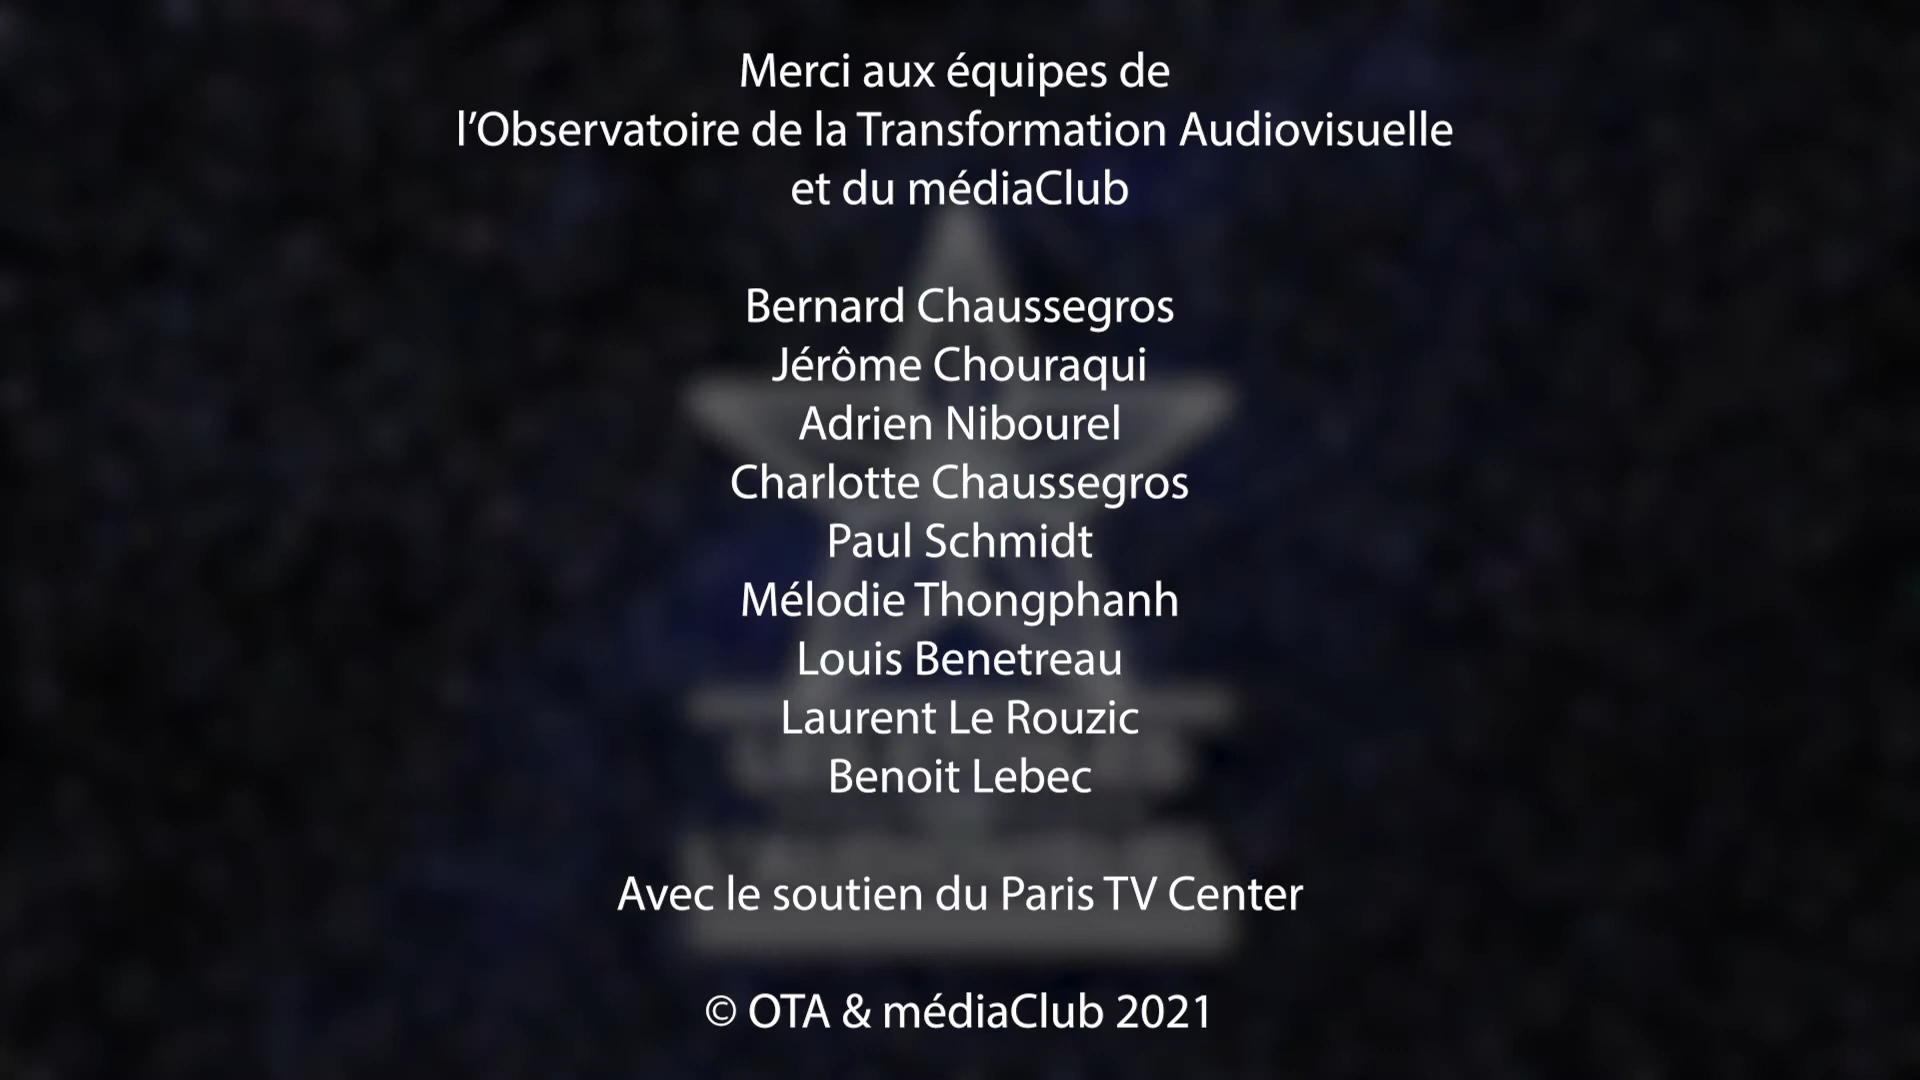 Merci aux équipes de
l’Observatoire de la Transformation Audiovisuelle
et du médiaClub
Bernard Chaussegros
Jérôme Chouraqui
Adrien Nibourel
Charlotte Chaussegros
Paul Schmidt
Mélodie Thongphanh
Louis Benetreau
Laurent Le Rouzic
Benoit Lebec
Avec le soutien du Paris TV Center
© OTA & médiaClub 2021